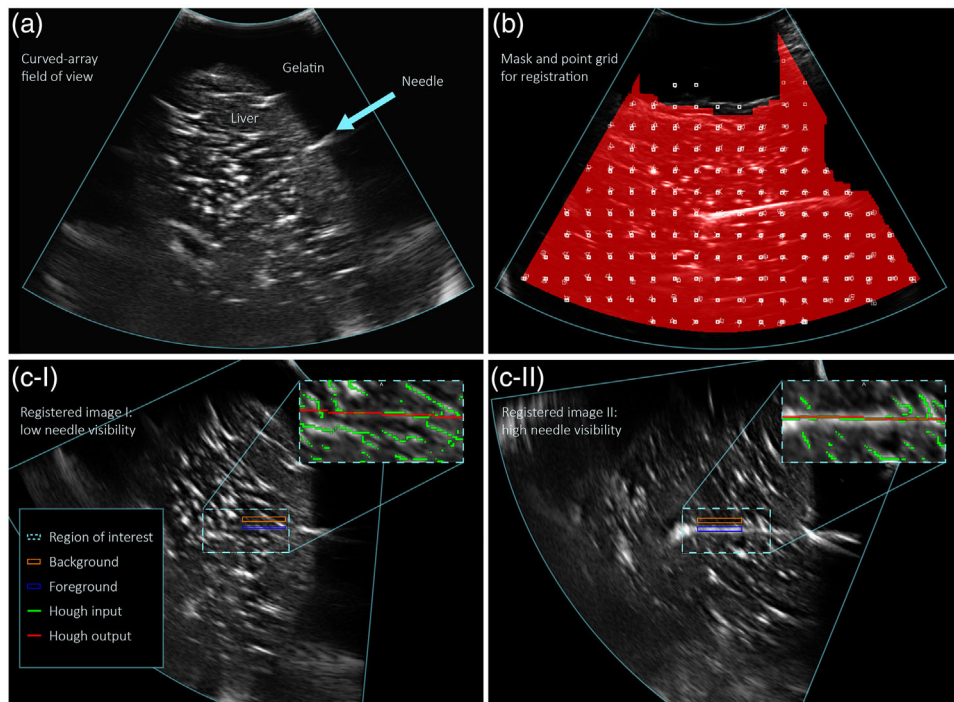 (a)
Curved-array
field of view
Gelatin
Needle
Liver
(b)
Mask and point grid
for registration
(c-I)
Registered image I:
low needle visibility
Region of interest
Background
Foreground
Hough input
Hough output
(c-II)
Registered image II:
high needle visibility